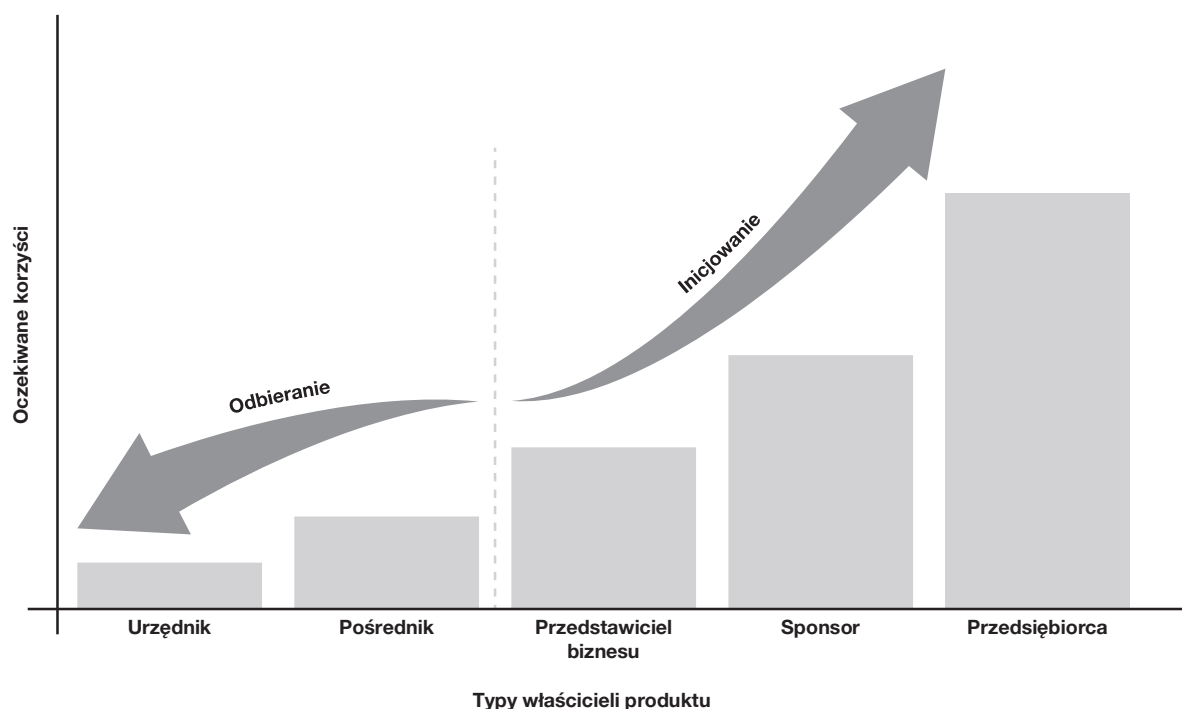 Oczekiwane korzyści
Odbieranie
Inicjowanie
Urzędnik
Pośrednik
Przedstawiciel
biznesu
Sponsor
Przedsiębiorca
Typy właścicieli produktu